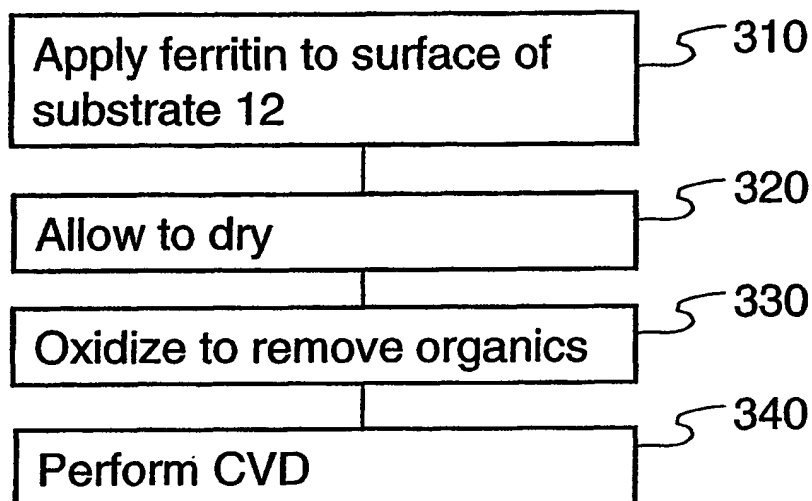 Apply ferritin to surface of
substrate 12
310
Allow to dry
320
Oxidize to remove organics
330
Perform CVD
340